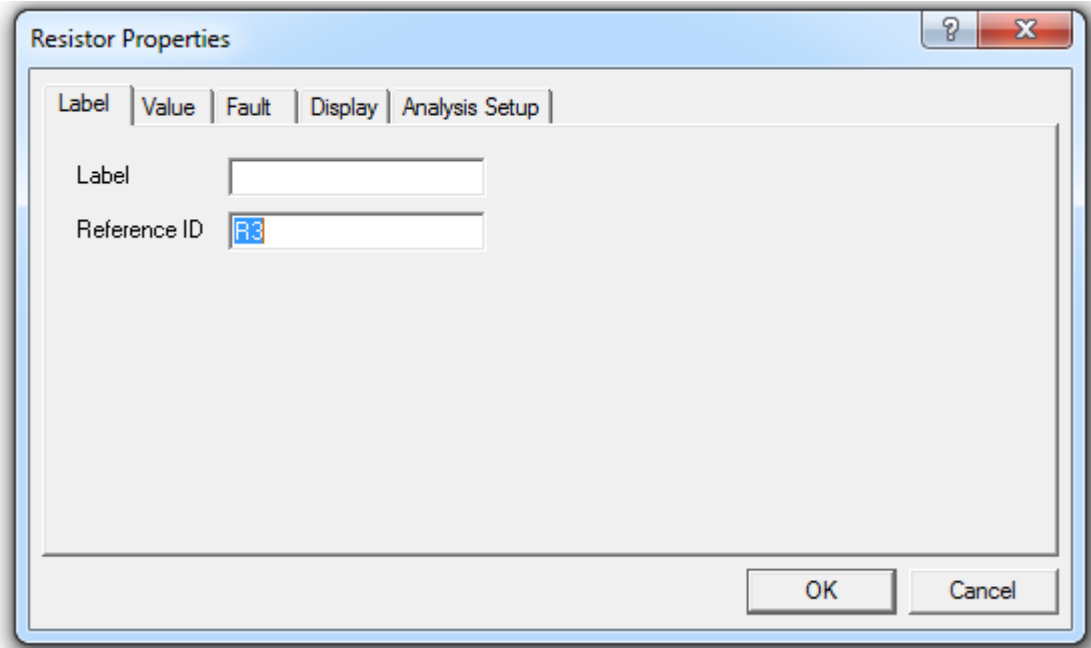 Resistor Properties
Label Value Fault Display Analysis Setup
Label
Reference ID R3
OK Cancel